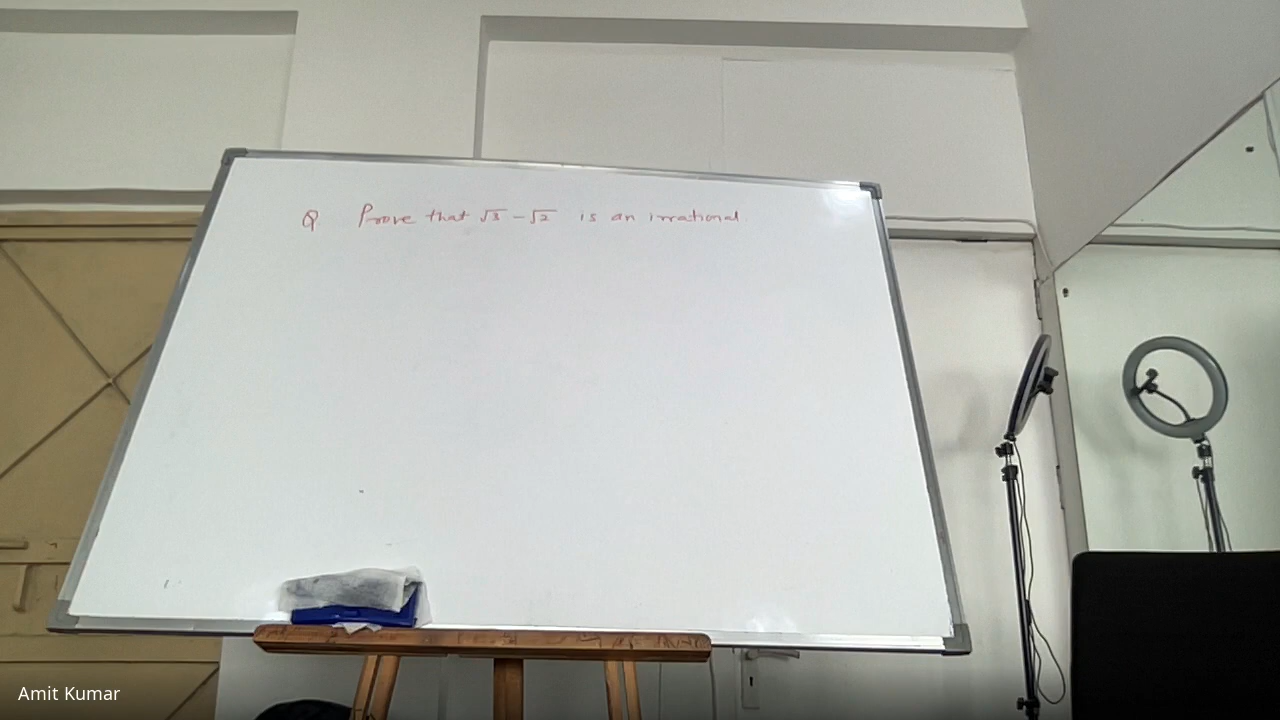 Q Prove that √3 - √2 is an irrational
Amit Kumar